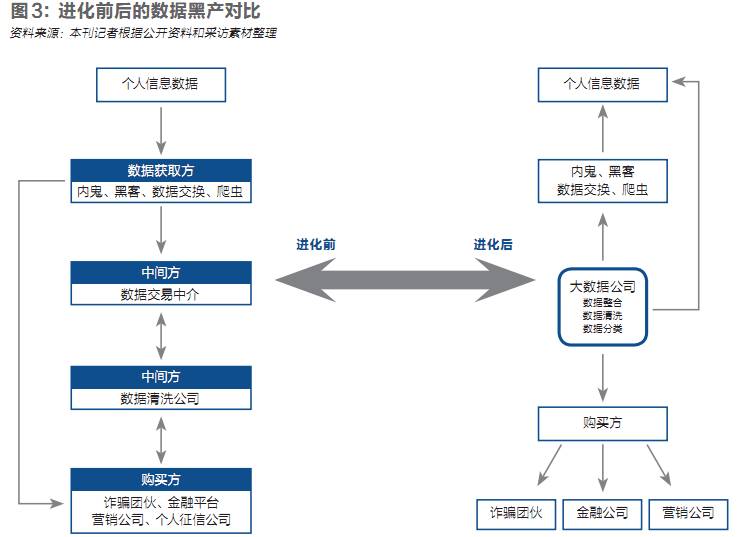 图3：进化前后的数据黑产对比
资料来源：本刊记者根据公开资料和采访素材整理
个人信息数据
数据获取方
内鬼、黑客、数据交换、爬虫
中间方
数据交易中介
中间方
数据清洗公司
购买方
诈骗团伙、金融平台
营销公司、个人征信公司
进化前
进化后
个人信息数据
内鬼、黑客
数据交换、爬虫
大数据公司
数据整合
数据清洗
数据分类
购买方
诈骗团伙
金融公司
营销公司